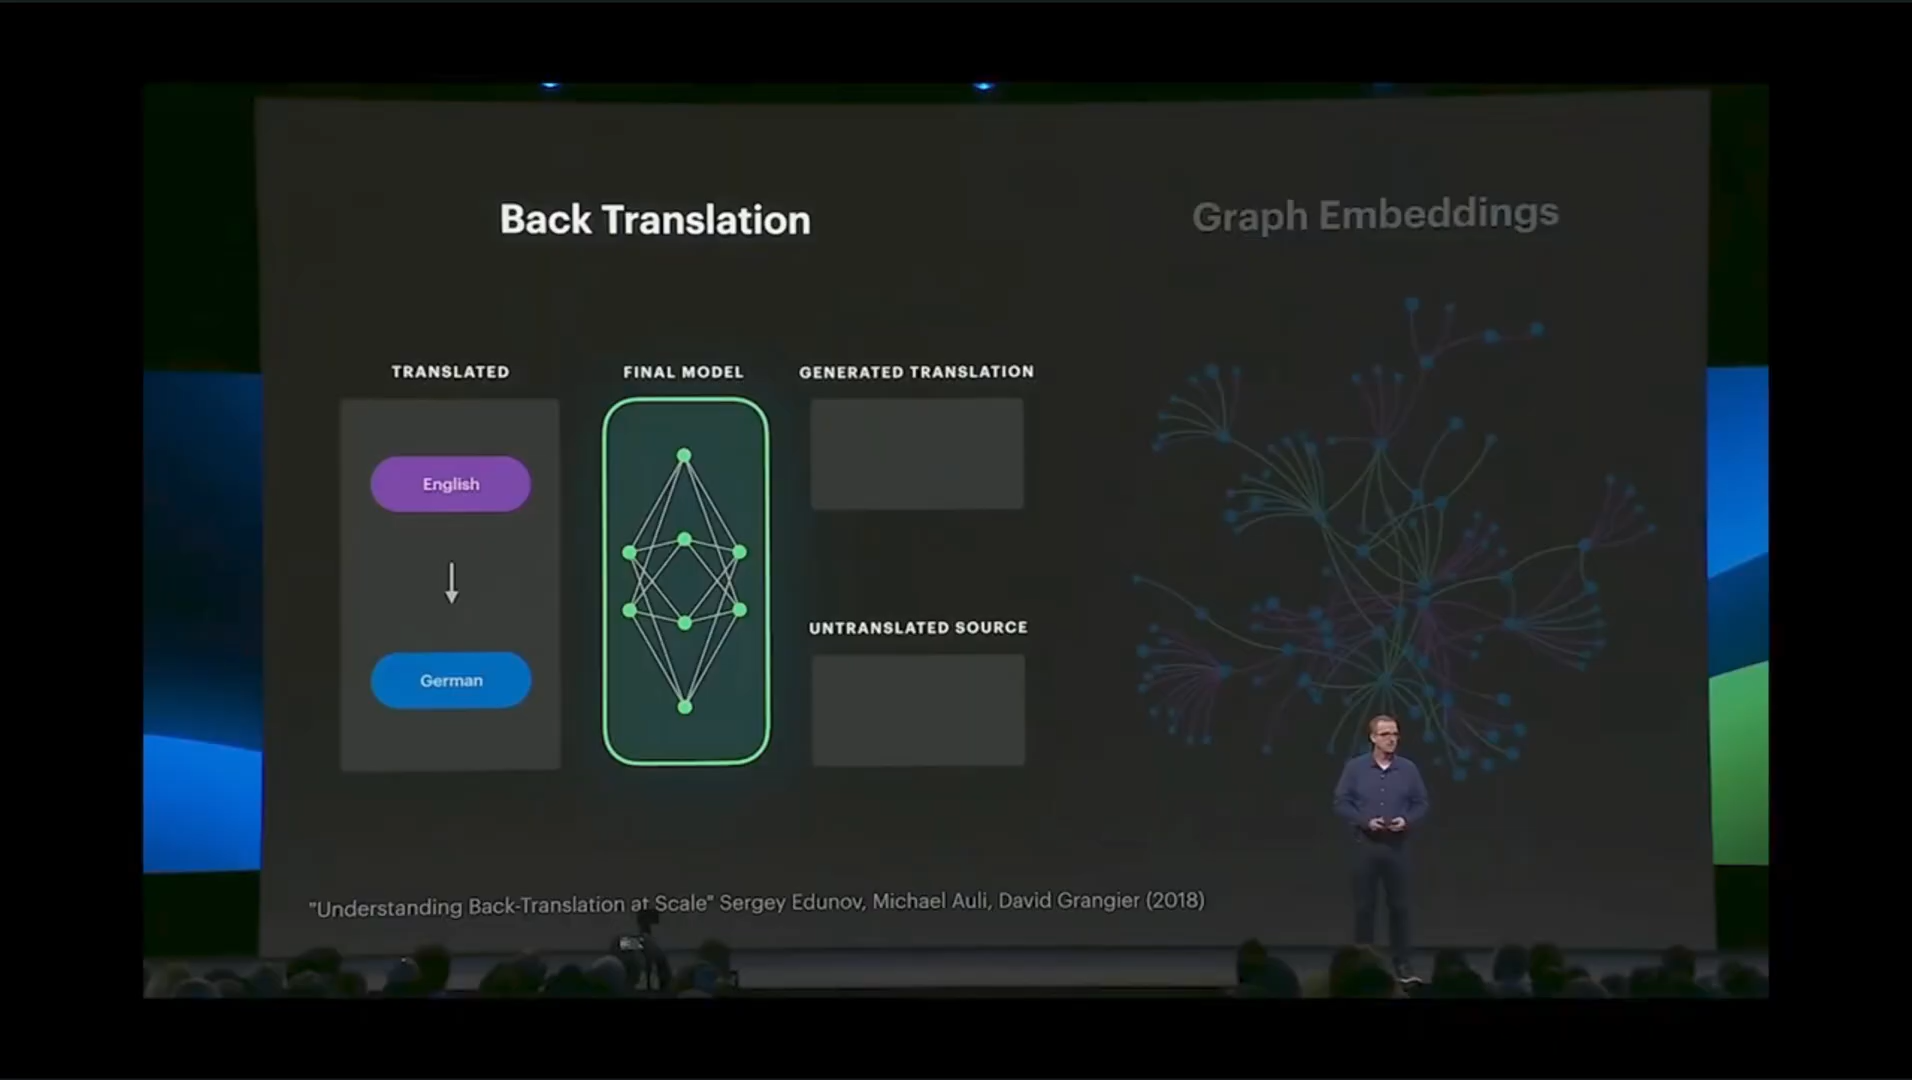 Back Translation
Graph Embeddings
TRANSLATED
FINAL MODEL
GENERATED TRANSLATION
English
German
UNTRANSLATED SOURCE
"Understanding Back-Translation at Scale" Sergey Edunov, Michael Auli, David Grangier (2018)